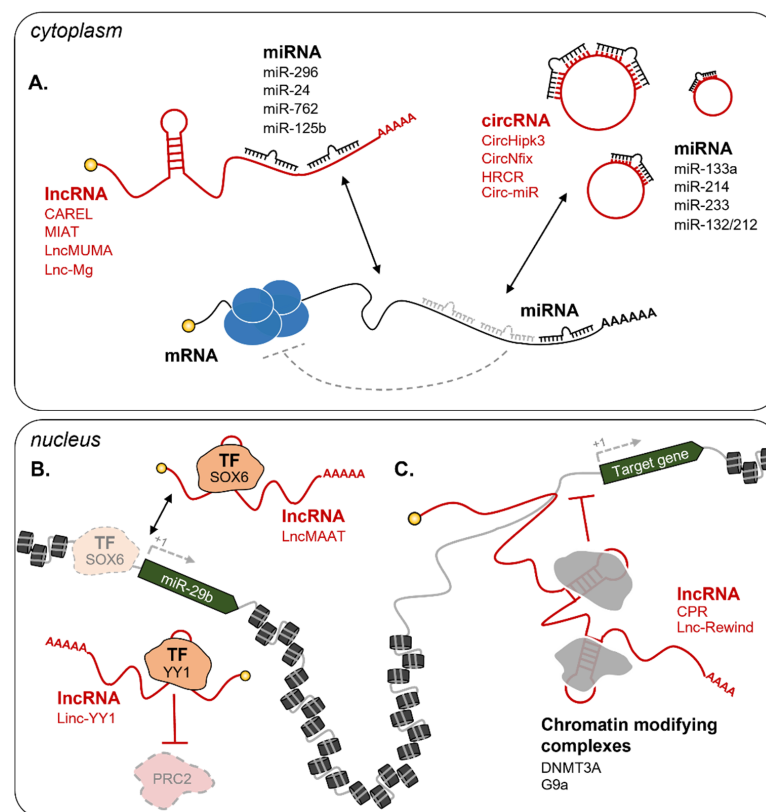 cytoplasm
A.
miRNA
miR-296
miR-24
miR-762
miR-125b
AAAAA
lncRNA
CAREL
MIAT
LncMUMA
Lnc-Mg
circRNA
CircHipk3
CircNfix
HRCR
Circ-miR
miRNA
miR-133a
miR-214
miR-233
miR-132/212
mRNA
miRNA
AAAAAA
nucleus
B.
TF
SOX6
AAAAA
lncRNA
LncMAAT
TF
SOX6
+1
miR-29b
AAAAA
TF
YY1
lncRNA
Linc-YY1
PRC2
C.
+1
Target gene
lncRNA
CPR
Lnc-Rewind
AAAA
Chromatin modifying
complexes
DNMT3A
G9a